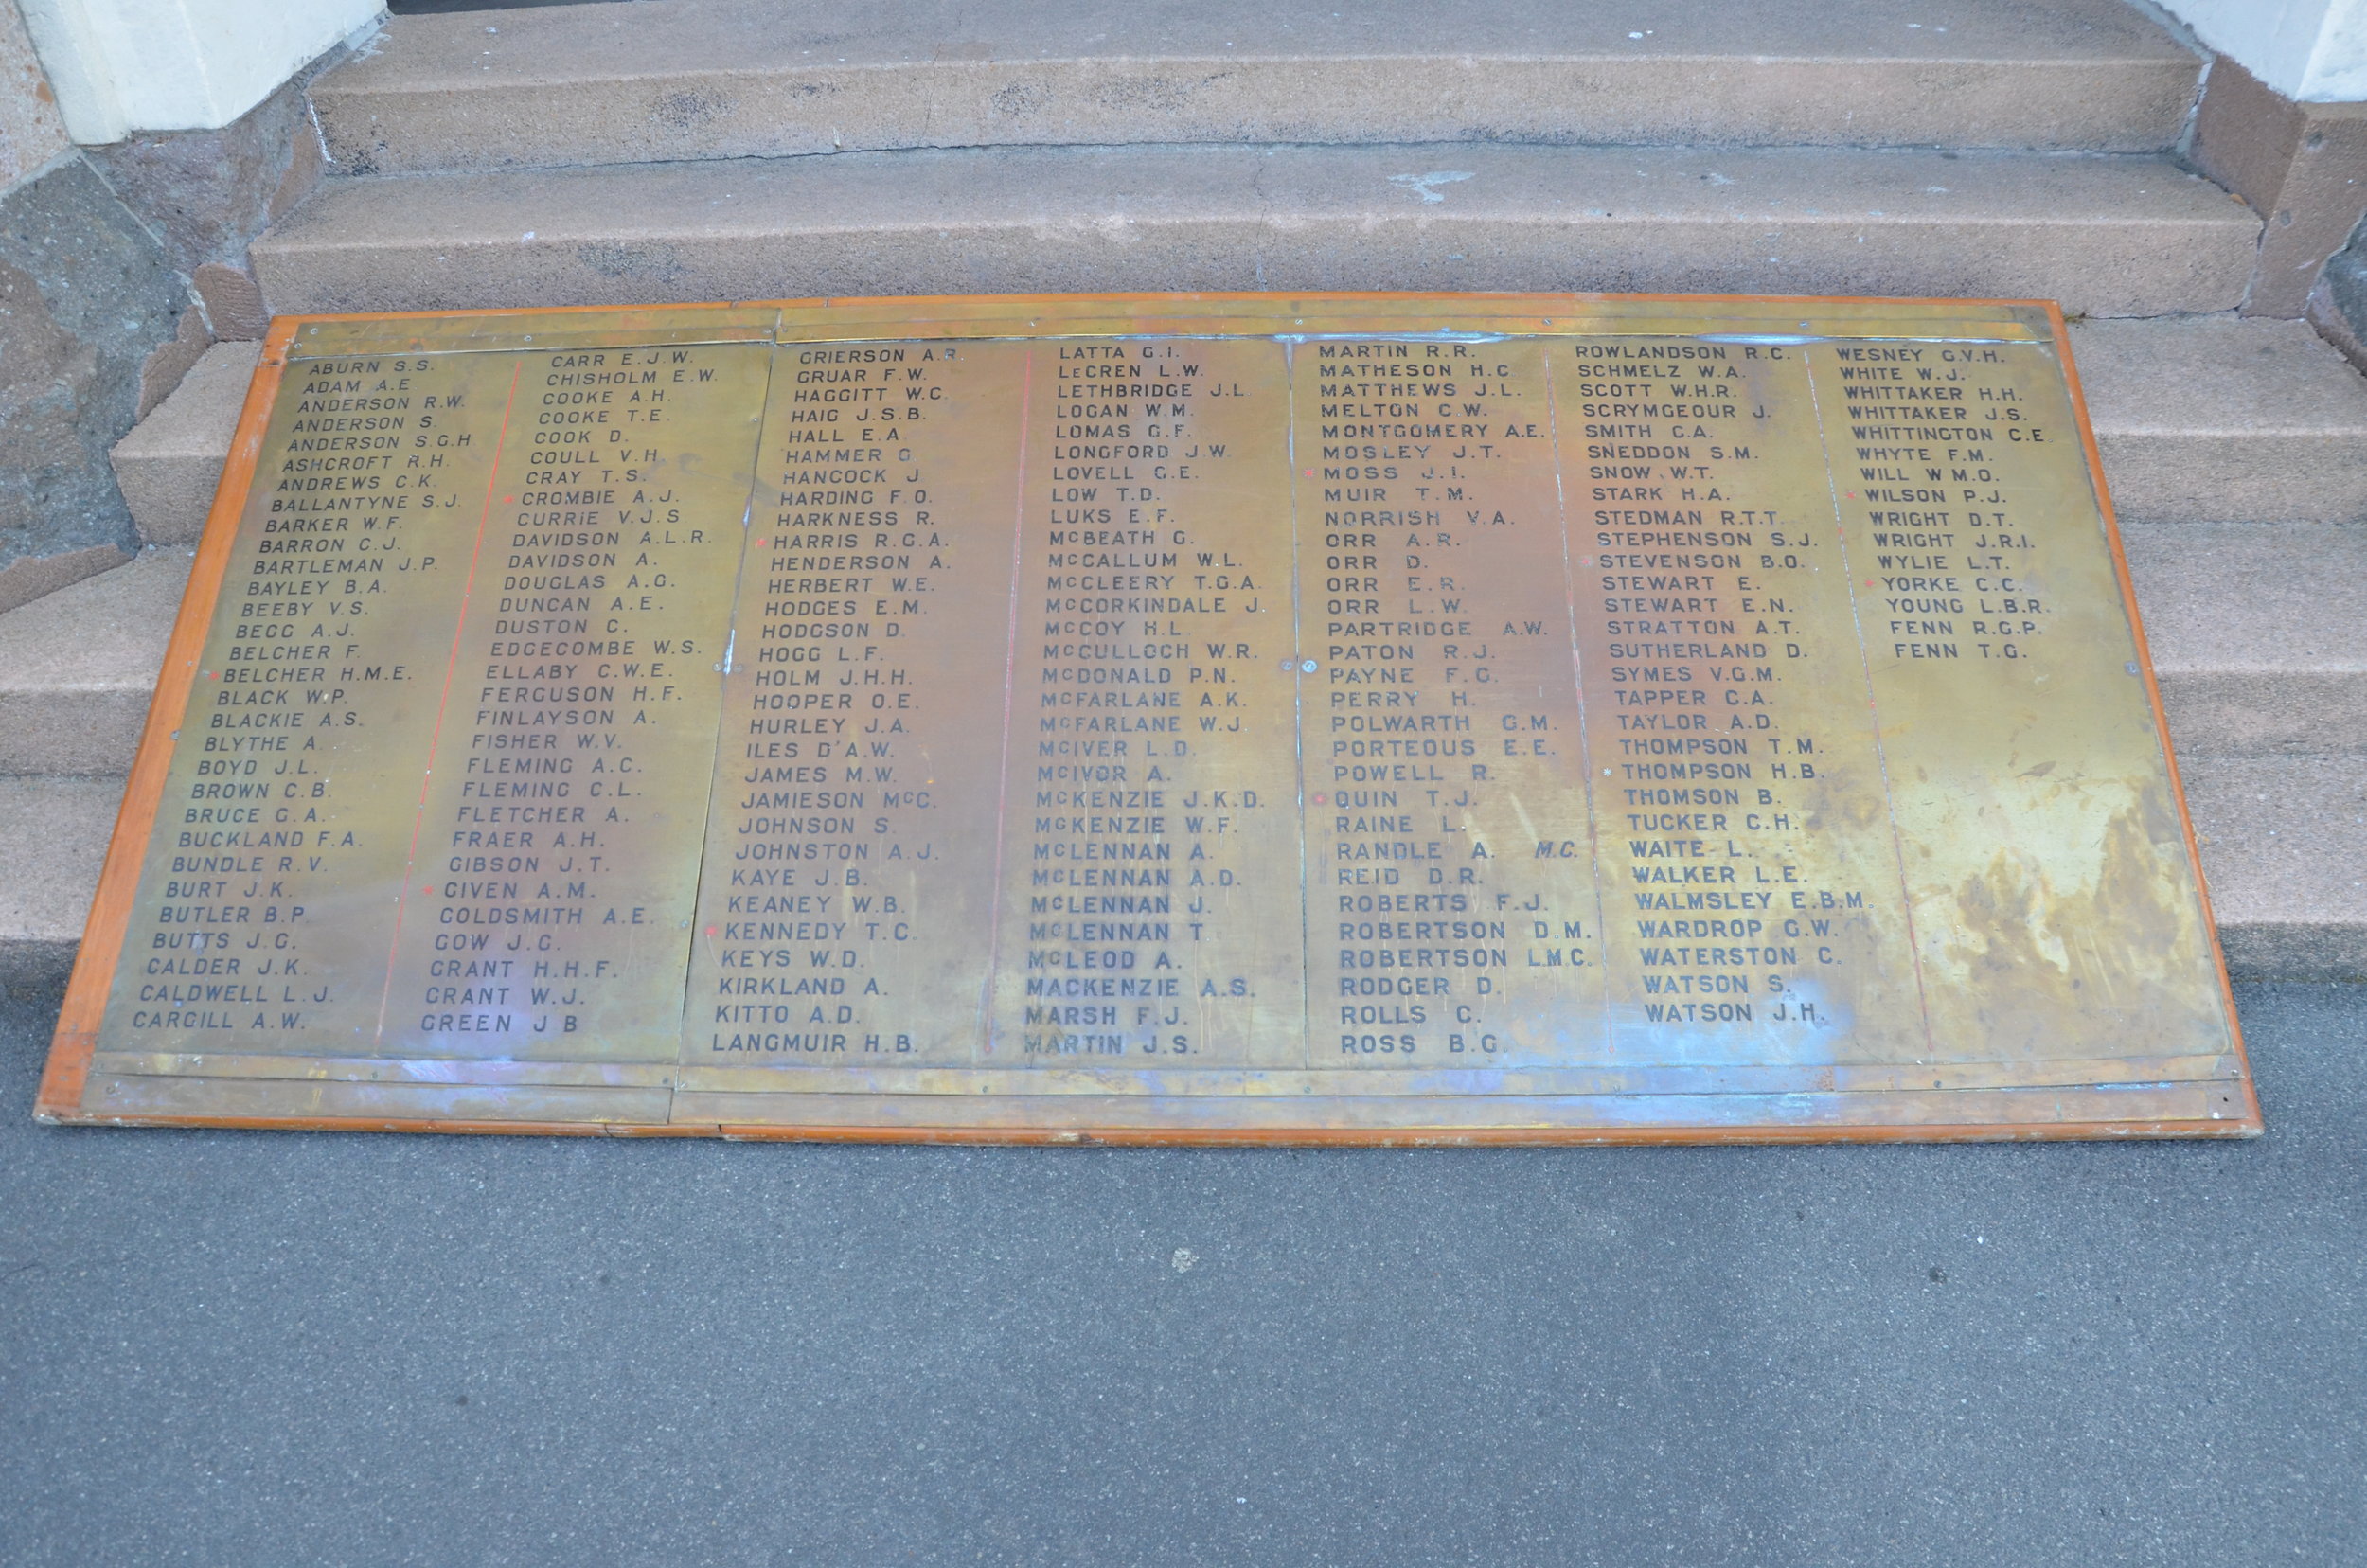 ABURN S.S.
ADAM A.E
ANDERSON R.W.
ANDERSON S.
ANDERSON S.G.H
ASHCROFT R.H.
ANDREWS C.K.
BALLANTYNE S.J.
BARKER W.F.
BARRON C.J.
BARTLEMAN J.P.
BAYLEY B.A.
BEEBY V.S.
BEGG A.J.
BELCHER F.
BELCHER H.M.E.
BLACK W.P.
BLACKIE A.S.
BLYTHE A.
BOYD J.L.
BROWN C.B.
BRUCE G.A.
BUCKLAND F.A.
BUNDLE R.V.
BURT J.K.
BUTLER B.P.
BUTTS J.G.
CALDER J.K.
CALDWELL L.J.
CARGILL A.W.
CARR E.J.W.
CHISHOLM E.W.
COOKE A.H.
COOKE T.E.
COOK D.
COULL V.H.
CRAY T.S.
CROMBIE A.J.
CURRIE V.J.S
DAVIDSON A.L.R.
DAVIDSON A.
DOUGLAS A.G.
DUNCAN A.E.
DUSTON C.
EDGECOMBE W.S.
ELLABY C.W.E.
FERGUSON H.F.
FINLAYSON A.
FISHER W.V.
FLEMING A.C.
FLEMING C.L.
FLETCHER A.
FRAER A.H.
GIBSON J.T.
GIVEN A.M.
GOLDSMITH A.E.
GOW J.G.
GRANT H.H.F.
GRANT W.J.
GREEN J B
GRIERSON A.R.
GRUAR F.W.
HAGGITT W.C.
HAIG J.S.B.
HALL E.A
HAMMER G
HANCOCK J
HARDING F.O.
HARKNESS R.
HARRIS R.G.A.
HENDERSON A.
HERBERT W.E.
HODGES E.M.
HODGSON D.
HOGG L.F.
HOLM J.H.H.
HOOPER O.E.
HURLEY J.A.
ILES D'A.W.
JAMES M.W.
JAMIESON McC.
JOHNSON S.
JOHNSTON A.J.
KAYE J.B.
KEANEY W.B.
KENNEDY T.C.
KEYS W.D.
KIRKLAND A.
KITTO A.D.
LANGMUIR H.B.
LATTA G.I.
LeCREN L.W.
LETHBRIDGE J.L.
LOGAN W.M.
LOMAS G.F.
LONGFORD J.W.
LOVELL G.E.
LOW T.D.
LUKS E.F.
McBEATH G.
McCALLUM W.L.
McCLEERY T.G.A.
McCORKINDALE J.
McCOY H.L.
McCULLOCH W.R.
McDONALD P.N.
McFARLANE A.K.
McFARLANE W.J.
McIVER L.D.
McIVOR A.
McKENZIE J.K.D.
McKENZIE W.F.
McLENNAN A.
McLENNAN A.D.
McLENNAN J.
McLENNAN T.
McLEOD A.
MACKENZIE A.S.
MARSH F.J.
MARTIN J.S.
MARTIN R.R.
MATHESON H.C
MATTHEWS J.L.
MELTON C.W.
MONTGOMERY A.E.
MOSLEY J.T.
MOSS J.I.
MUIR T.M.
NORRISH V.A.
ORR A.R.
ORR D.
ORR E.R.
ORR L.W.
PARTRIDGE A.W.
PATON R.J.
PAYNE F.G.
PERRY H.
POLWARTH G.M.
PORTEOUS E.E.
POWELL R.
QUIN T.J.
RAINE L.
RANDLE A. M.C.
REID D.R.
ROBERTS F.J.
ROBERTSON D.M.
ROBERTSON L.M.C.
RODGER D.
ROLLS C.
ROSS B.G.
ROWLANDSON R.C.
SCHMELZ W.A.
SCOTT W.H.R.
SCRYMGEOUR J.
SMITH C.A.
SNEDDON S.M.
SNOW W.T.
STARK H.A.
STEDMAN R.T.T.
STEPHENSON S.J.
STEVENSON B.O.
STEWART E.
STEWART E.N.
STRATTON A.T.
SUTHERLAND D.
SYMES V.G.M.
TAPPER C.A.
TAYLOR A.D.
THOMPSON T.M.
THOMPSON H.B.
THOMSON B.
TUCKER C.H.
WAITE L.
WALKER L.E.
WALMSLEY E.B.M.
WARDROP G.W.
WATERSTON C.
WATSON S.
WATSON J.H.
WESNEY G.V.H.
WHITE W.J.
WHITTAKER H.H.
WHITTAKER J.S.
WHITTINGTON C.E
WHYTE F.M.
WILL W M.O.
WILSON P.J.
WRIGHT D.T.
WRIGHT J.R.I.
WYLIE L.T.
YORKE C.C.
YOUNG L.B.R.
FENN R.G.P.
FENN T.G.